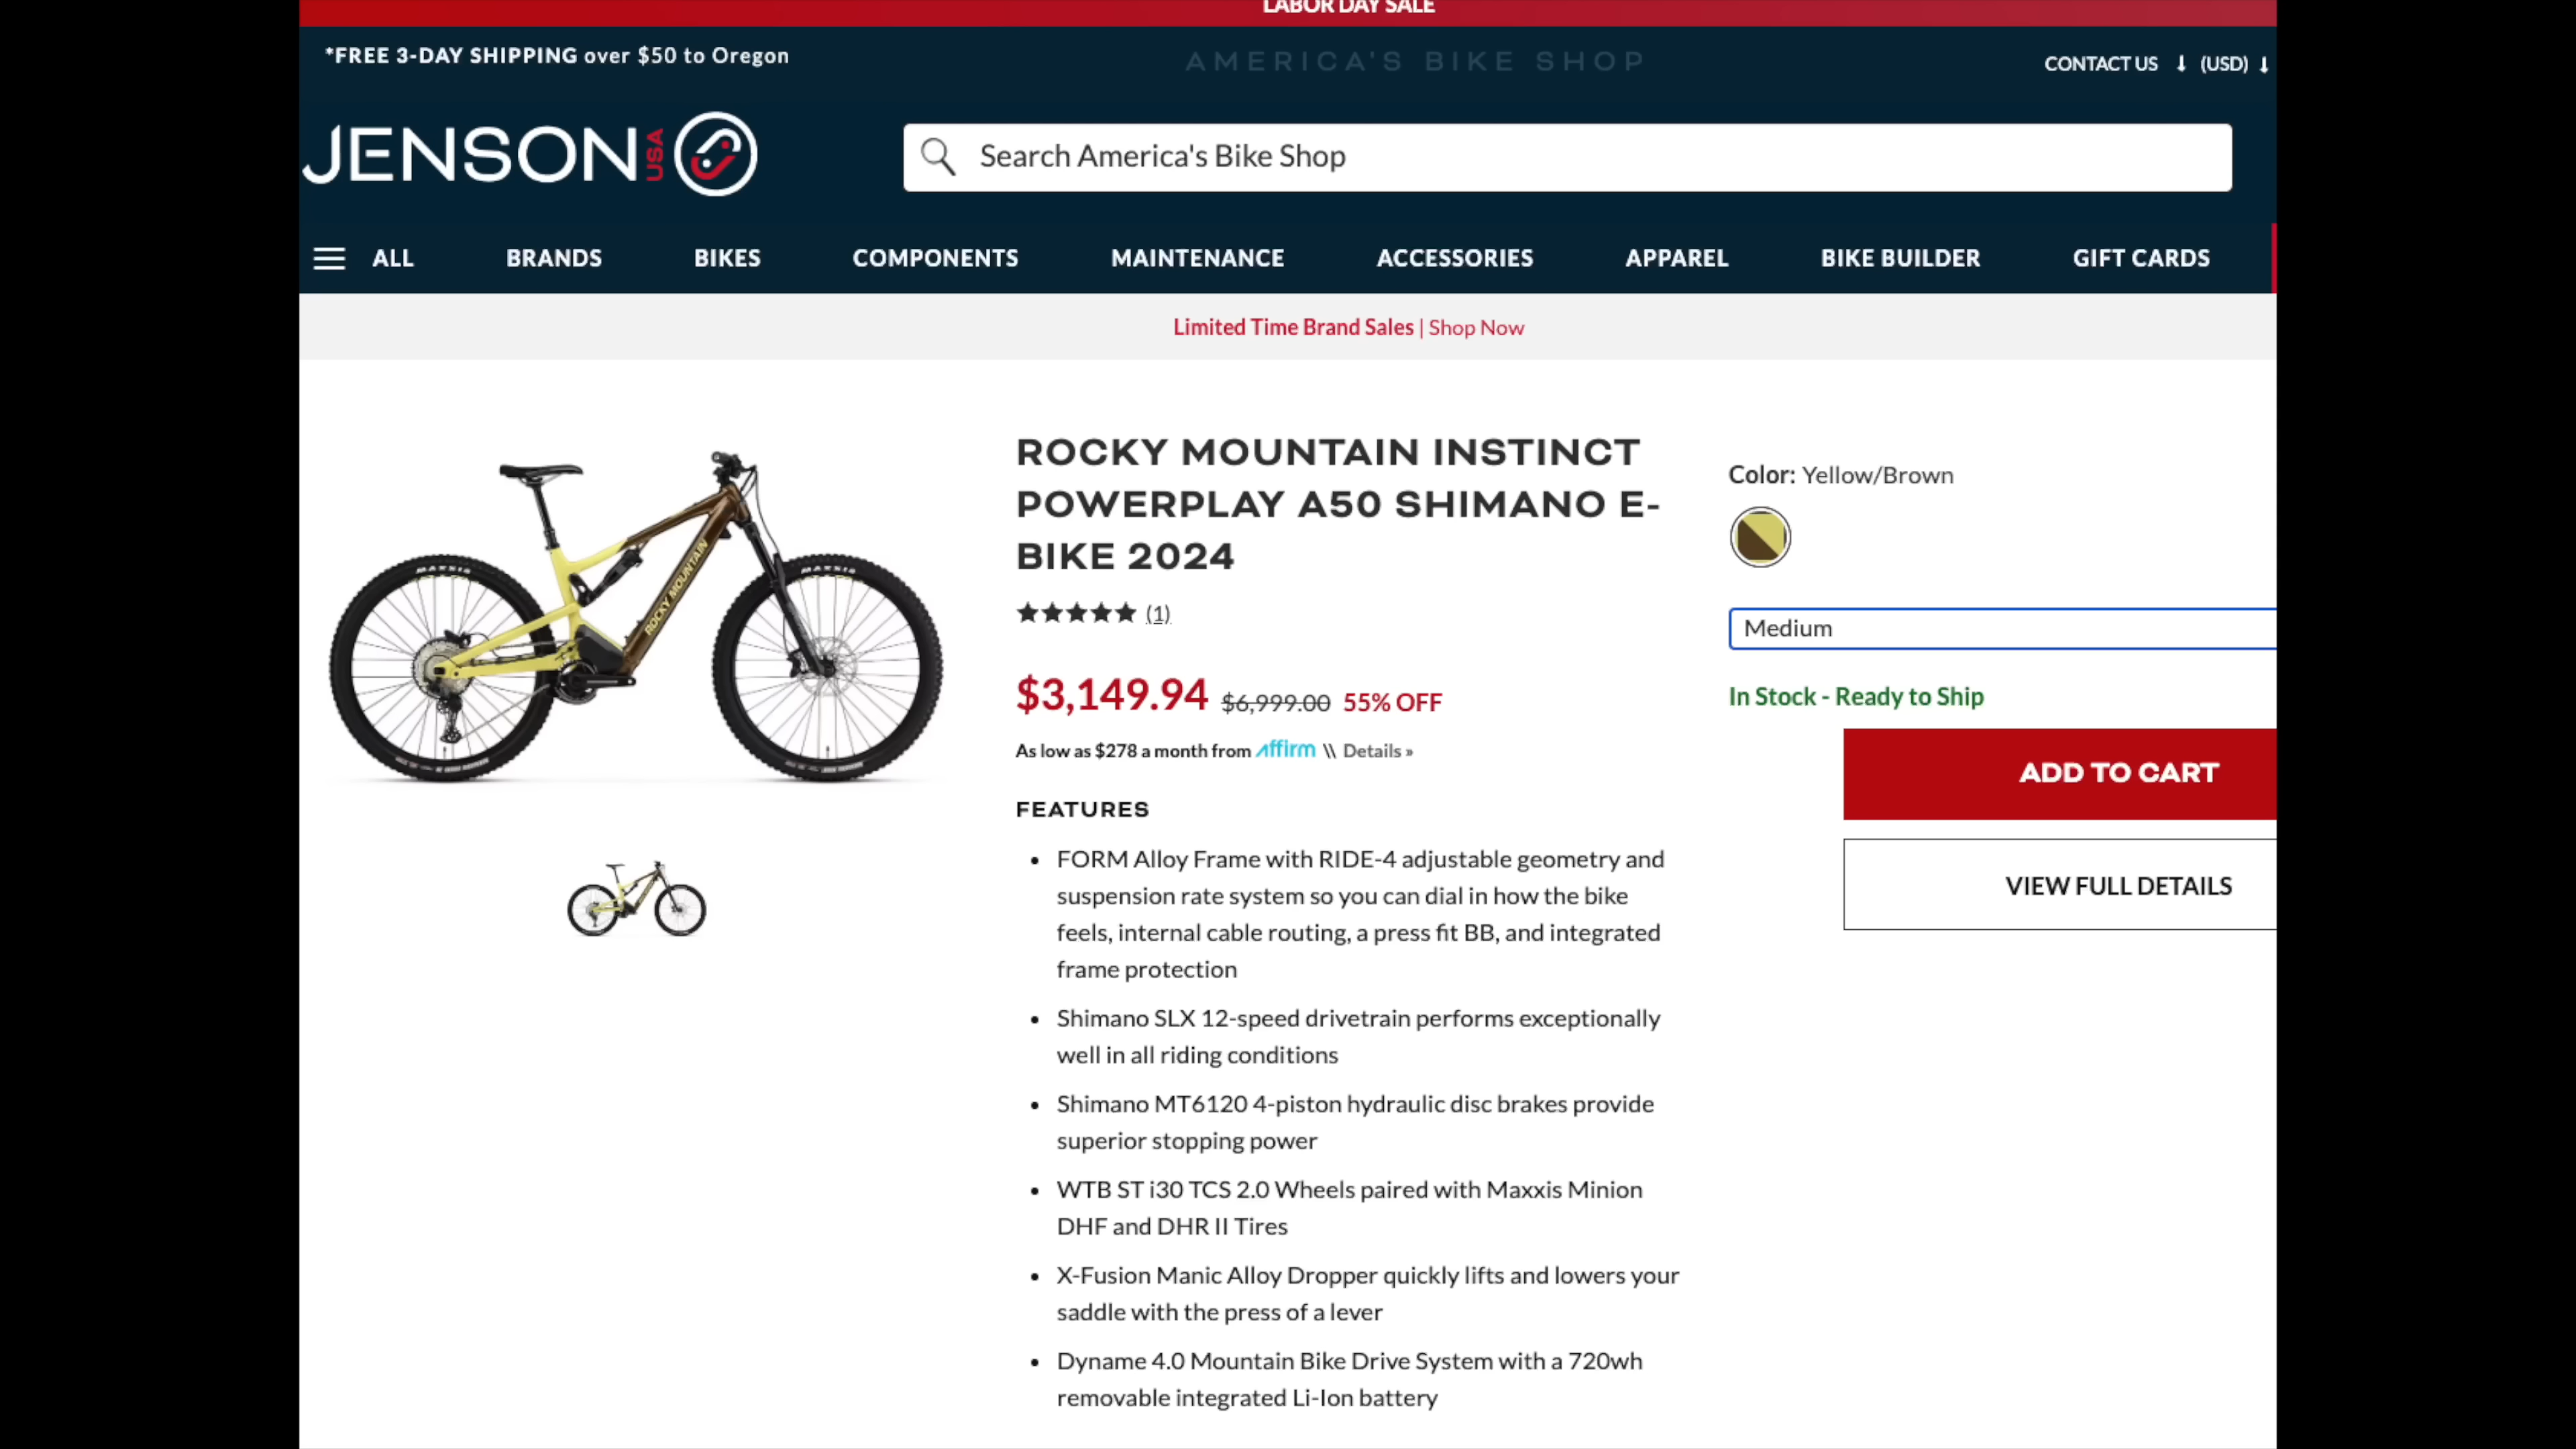 LABOR DAY SALE
*FREE 3-DAY SHIPPING over $50 to Oregon
AMERICA'S BIKE SHOP
CONTACT US (USD)
JENSON USA
Search America's Bike Shop
ALL BRANDS BIKES COMPONENTS MAINTENANCE ACCESSORIES APPAREL BIKE BUILDER GIFT CARDS
Limited Time Brand Sales | Shop Now
MAXXIS
MAXXIS
ROCKY MOUNTAIN
ROCKY MOUNTAIN INSTINCT
POWERPLAY A50 SHIMANO E-
BIKE 2024
(1)
$3,149.94 $6,999.00 55% OFF
As low as $278 a month from affirm \\ Details »
FEATURES
• FORM Alloy Frame with RIDE-4 adjustable geometry and
suspension rate system so you can dial in how the bike
feels, internal cable routing, a press fit BB, and integrated
frame protection
• Shimano SLX 12-speed drivetrain performs exceptionally
well in all riding conditions
• Shimano MT6120 4-piston hydraulic disc brakes provide
superior stopping power
• WTB ST i30 TCS 2.0 Wheels paired with Maxxis Minion
DHF and DHR II Tires
• X-Fusion Manic Alloy Dropper quickly lifts and lowers your
saddle with the press of a lever
• Dyname 4.0 Mountain Bike Drive System with a 720wh
removable integrated Li-Ion battery
Color: Yellow/Brown
Medium
In Stock - Ready to Ship
ADD TO CART
VIEW FULL DETAILS